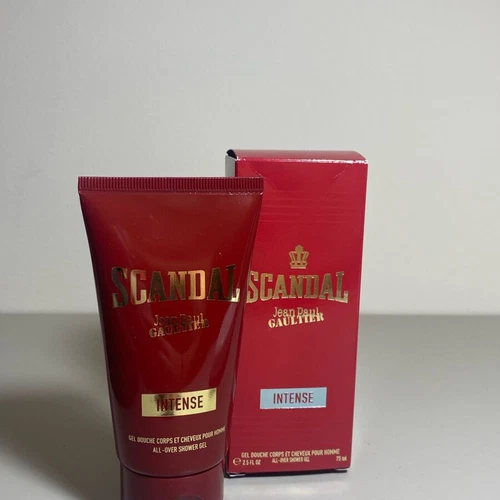 SCANDAL
Jean Paul
GAULTIER
INTENSE
GEL DOUCHE CORPS ET CHEVEUX POUR HOMME
ALL-OVER SHOWER GEL
SCANDAL
Jean Paul
GAULTIER
INTENSE
GEL DOUCHE CORPS ET CHEVEUX POUR HOMME
℮ 2.5 FL OZ ALL-OVER SHOWER GEL 75 ml